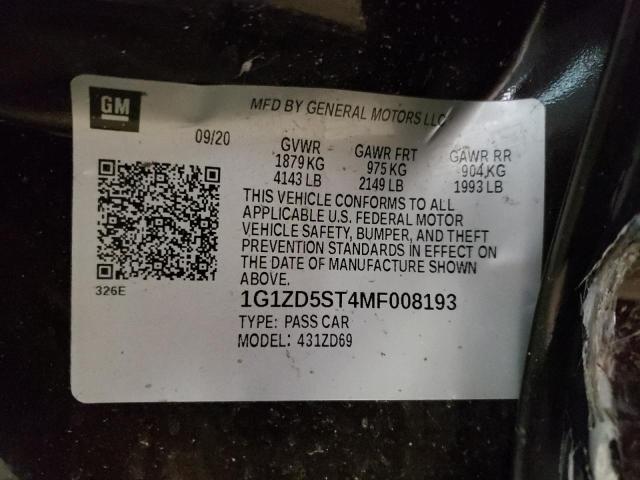 GM
MFD BY GENERAL MOTORS LLC
09/20
GVWR GAWR FRT GAWR RR
1879 KG 975 KG 904 KG
4143 LB 2149 LB 1993 LB
THIS VEHICLE CONFORMS TO ALL
APPLICABLE U.S. FEDERAL MOTOR
VEHICLE SAFETY, BUMPER, AND THEFT
PREVENTION STANDARDS IN EFFECT ON
THE DATE OF MANUFACTURE SHOWN
ABOVE.
326E
1G1ZD5ST4MF008193
TYPE: PASS CAR
MODEL: 431ZD69